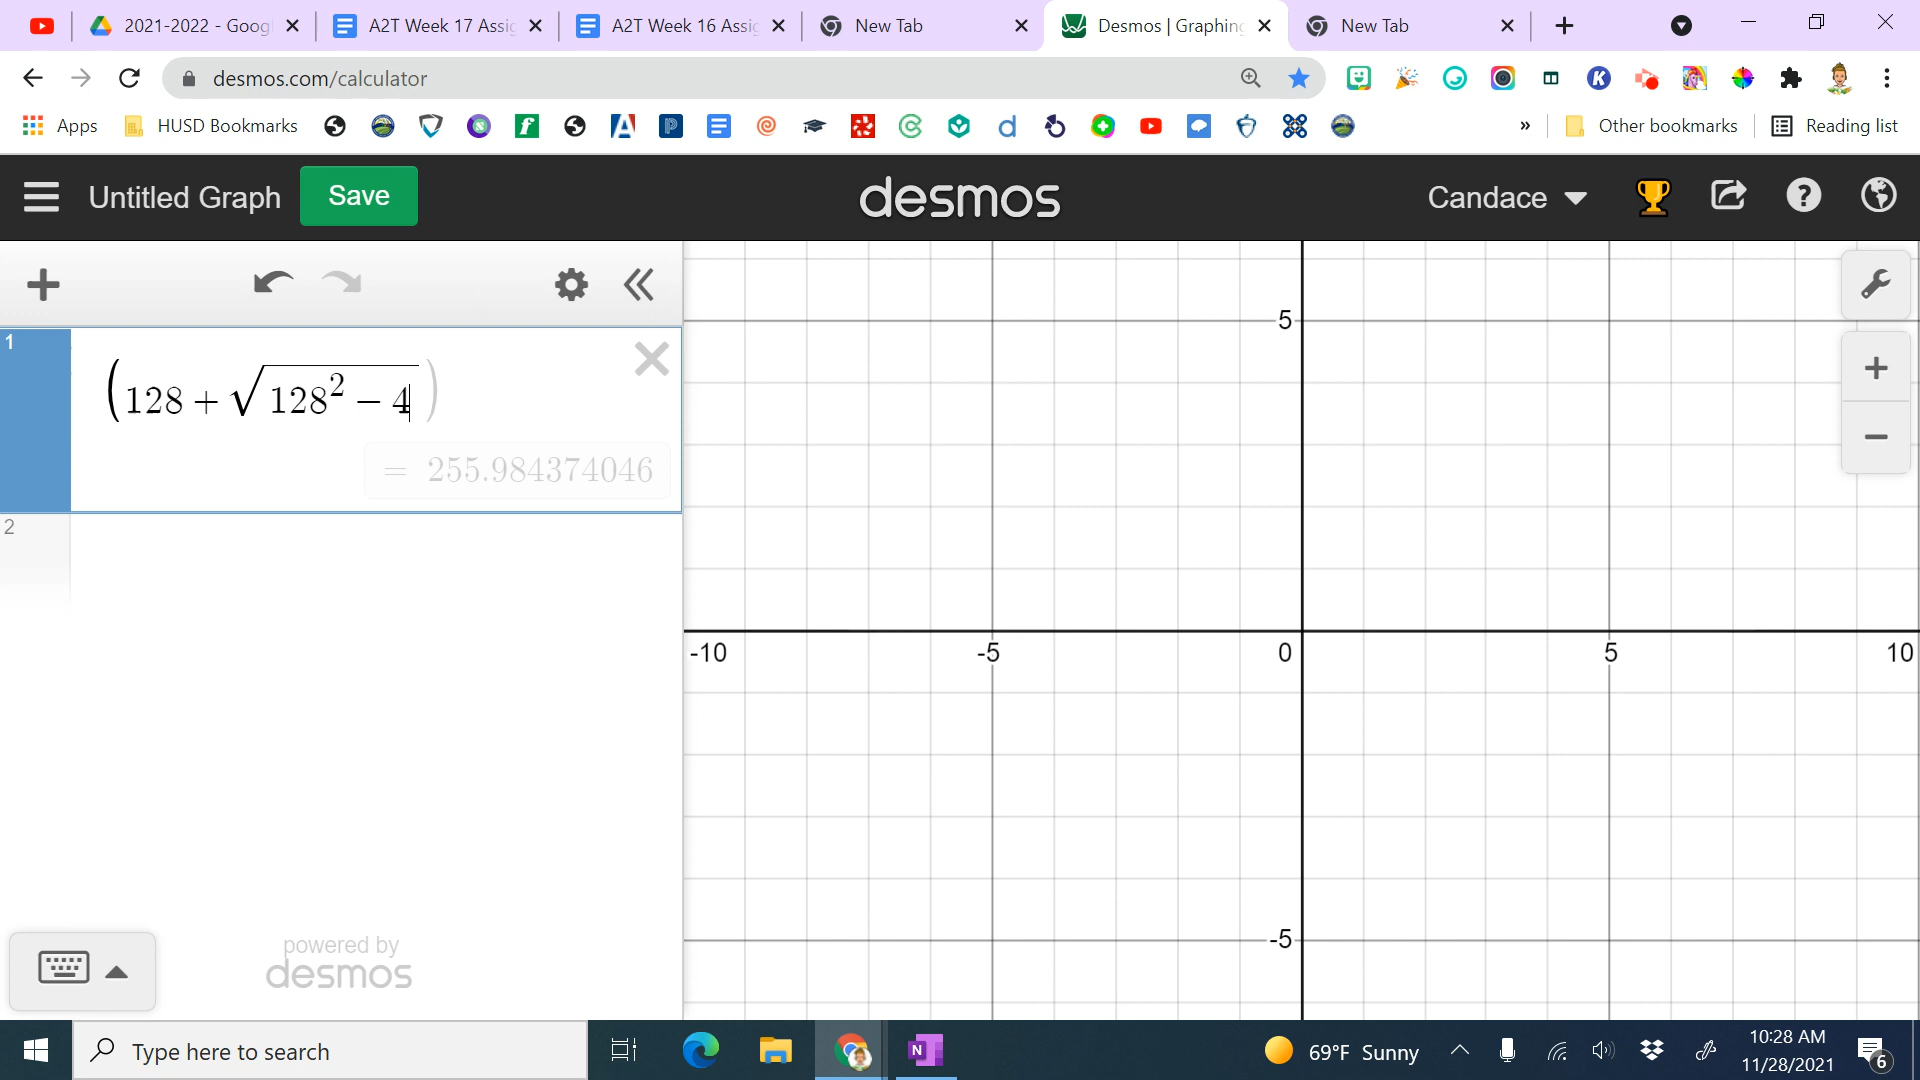 2021-2022 - Goog
A2T Week 17 Assig
A2T Week 16 Assig
New Tab
Desmos | Graphing
New Tab
desmos.com/calculator
Apps
HUSD Bookmarks
Other bookmarks
Reading list
Untitled Graph
Save
desmos
Candace
1
(128 + √128² − 4)
= 255.984374046
2
5
-10 -5 0 5 10
-5
powered by
desmos
Type here to search
69°F Sunny
10:28 AM
11/28/2021
6